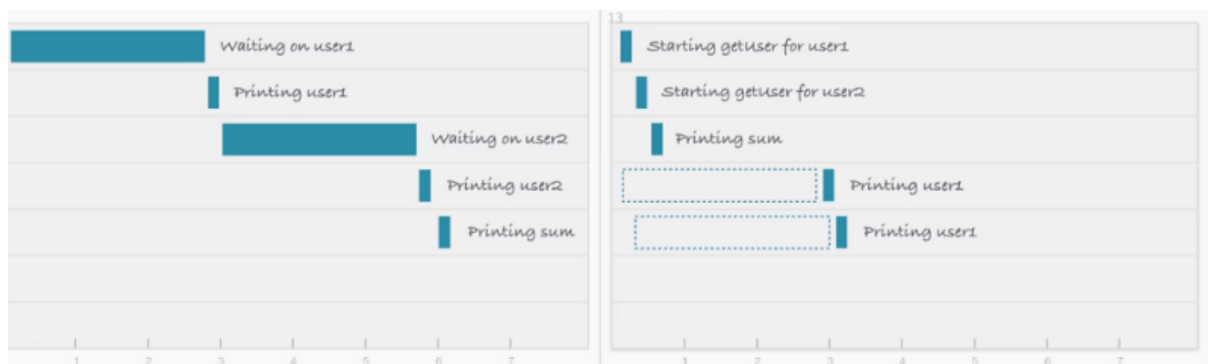 Waiting on user1
Printing user1
Waiting on user2
Printing user2
Printing sum
1 2 3 4 5 6 7
13
Starting getUser for user1
Starting getUser for user2
Printing sum
Printing user1
Printing user1
1 2 3 4 5 6 7